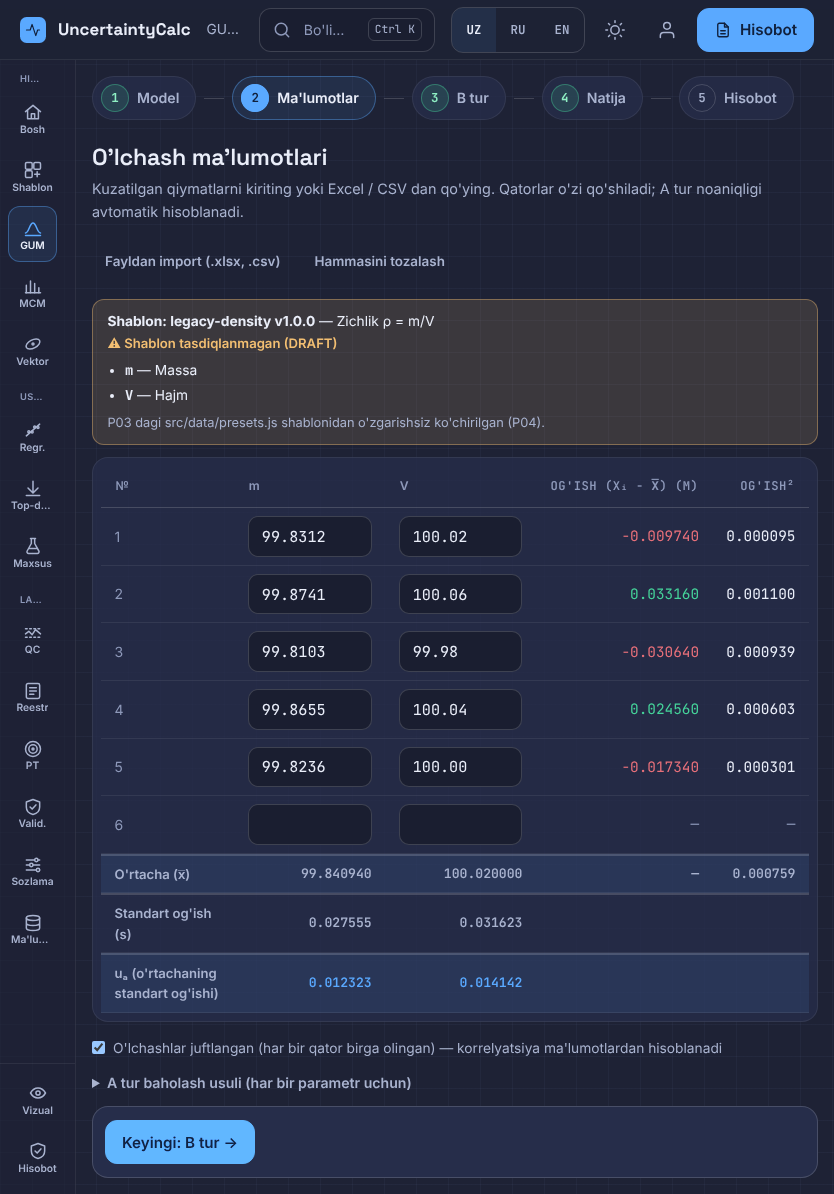 UncertaintyCalc GU... Bo'li... Ctrl K UZ RU EN Hisobot
HI...
Bosh
Shablon
GUM
MCM
Vektor
US...
Regr.
Top-d...
Maxsus
LA...
QC
Reestr
PT
Valid.
Sozlama
Ma'lu...
Vizual
Hisobot
1 Model 2 Ma'lumotlar 3 B tur 4 Natija 5 Hisobot
O'lchash ma'lumotlari
Kuzatilgan qiymatlarni kiriting yoki Excel / CSV dan qo'ying. Qatorlar o'zi qo'shiladi; A tur noaniqligi
avtomatik hisoblanadi.
Fayldan import (.xlsx, .csv) Hammasini tozalash
Shablon: legacy-density v1.0.0 — Zichlik ρ = m/V
⚠ Shablon tasdiqlanmagan (DRAFT)
• m — Massa
• V — Hajm
P03 dagi src/data/presets.js shablonidan o'zgarishsiz ko'chirilgan (P04).
№ m V OG'ISH (Xᵢ - X̅) (M) OG'ISH²
1 99.8312 100.02 -0.009740 0.000095
2 99.8741 100.06 0.033160 0.001100
3 99.8103 99.98 -0.030640 0.000939
4 99.8655 100.04 0.024560 0.000603
5 99.8236 100.00 -0.017340 0.000301
6 — —
O'rtacha (x̅) 99.840940 100.020000 — 0.000759
Standart og'ish
(s) 0.027555 0.031623
uₐ (o'rtachaning
standart og'ishi) 0.012323 0.014142
O'lchashlar juftlangan (har bir qator birga olingan) — korrelyatsiya ma'lumotlardan hisoblanadi
▶ A tur baholash usuli (har bir parametr uchun)
Keyingi: B tur →